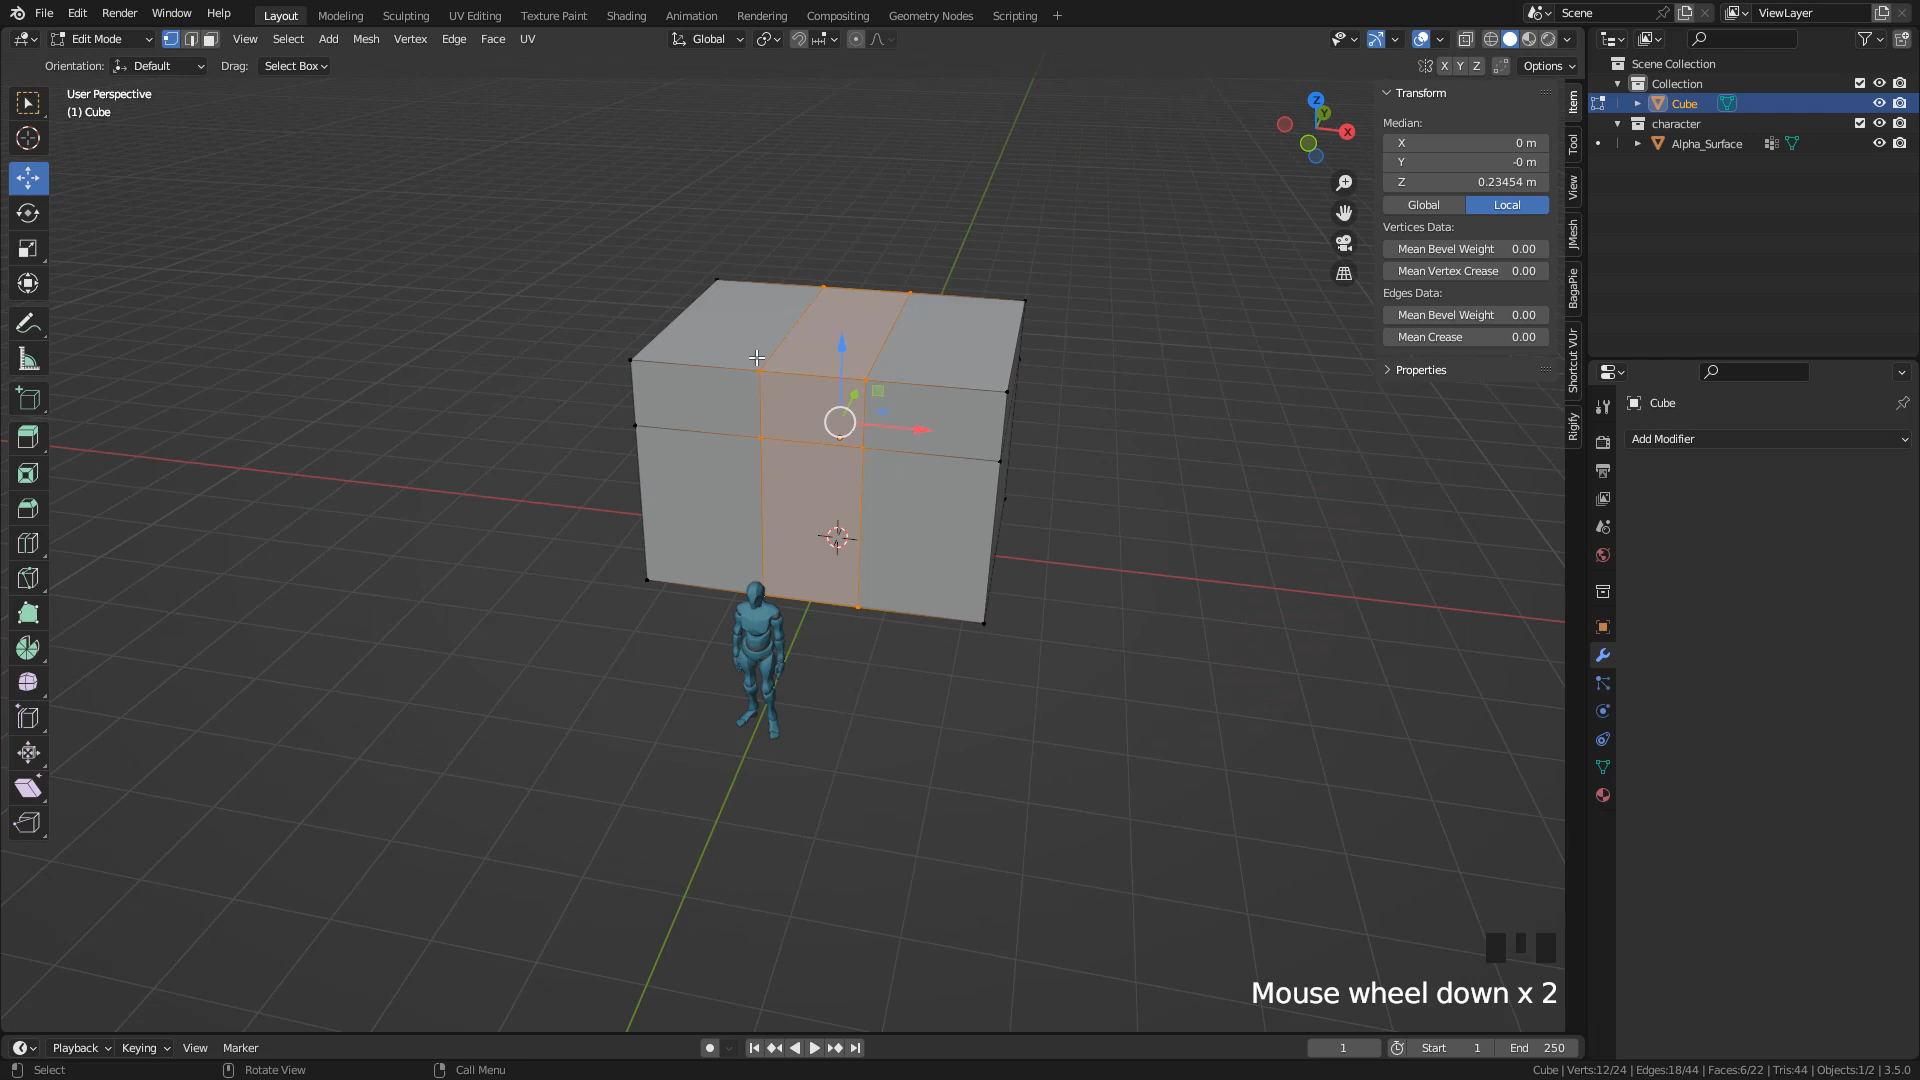 File Edit Render Window Help Layout Modeling Sculpting UV Editing Texture Paint Shading Animation Rendering Compositing Geometry Nodes Scripting + Scene ViewLayer
Edit Mode View Select Add Mesh Vertex Edge Face UV Global
Orientation: Default Drag: Select Box X Y Z Options
User Perspective
(1) Cube
Z
Y
X
Transform
Median:
X 0 m
Y -0 m
Z 0.23454 m
Global Local
Vertices Data:
Mean Bevel Weight 0.00
Mean Vertex Crease 0.00
Edges Data:
Mean Bevel Weight 0.00
Mean Crease 0.00
Properties
Item
Tool
View
JMesh
BagaPie
Shortcut VUr
Rigify
Scene Collection
Collection
Cube
character
Alpha_Surface
Cube
Add Modifier
Mouse wheel down x 2
Playback Keying View Marker 1 Start 1 End 250
Select Rotate View Call Menu Cube | Verts:12/24 | Edges:18/44 | Faces:6/22 | Tris:44 | Objects:1/2 | 3.5.0